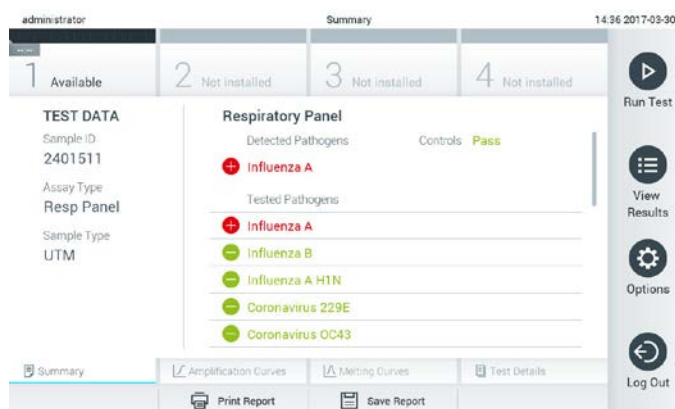 administrator Summary 14:36 2017-03-30
1 Available 2 Not installed 3 Not installed 4 Not installed
Run Test
TEST DATA
Sample ID
2401511
Assay Type
Resp Panel
Sample Type
UTM
Respiratory Panel
Detected Pathogens Controls Pass
Influenza A
Tested Pathogens
Influenza A
Influenza B
Influenza A H1N
Coronavirus 229E
Coronavirus OC43
View
Results
Options
Log Out
Summary Amplification Curves Melting Curves Test Details
Print Report Save Report